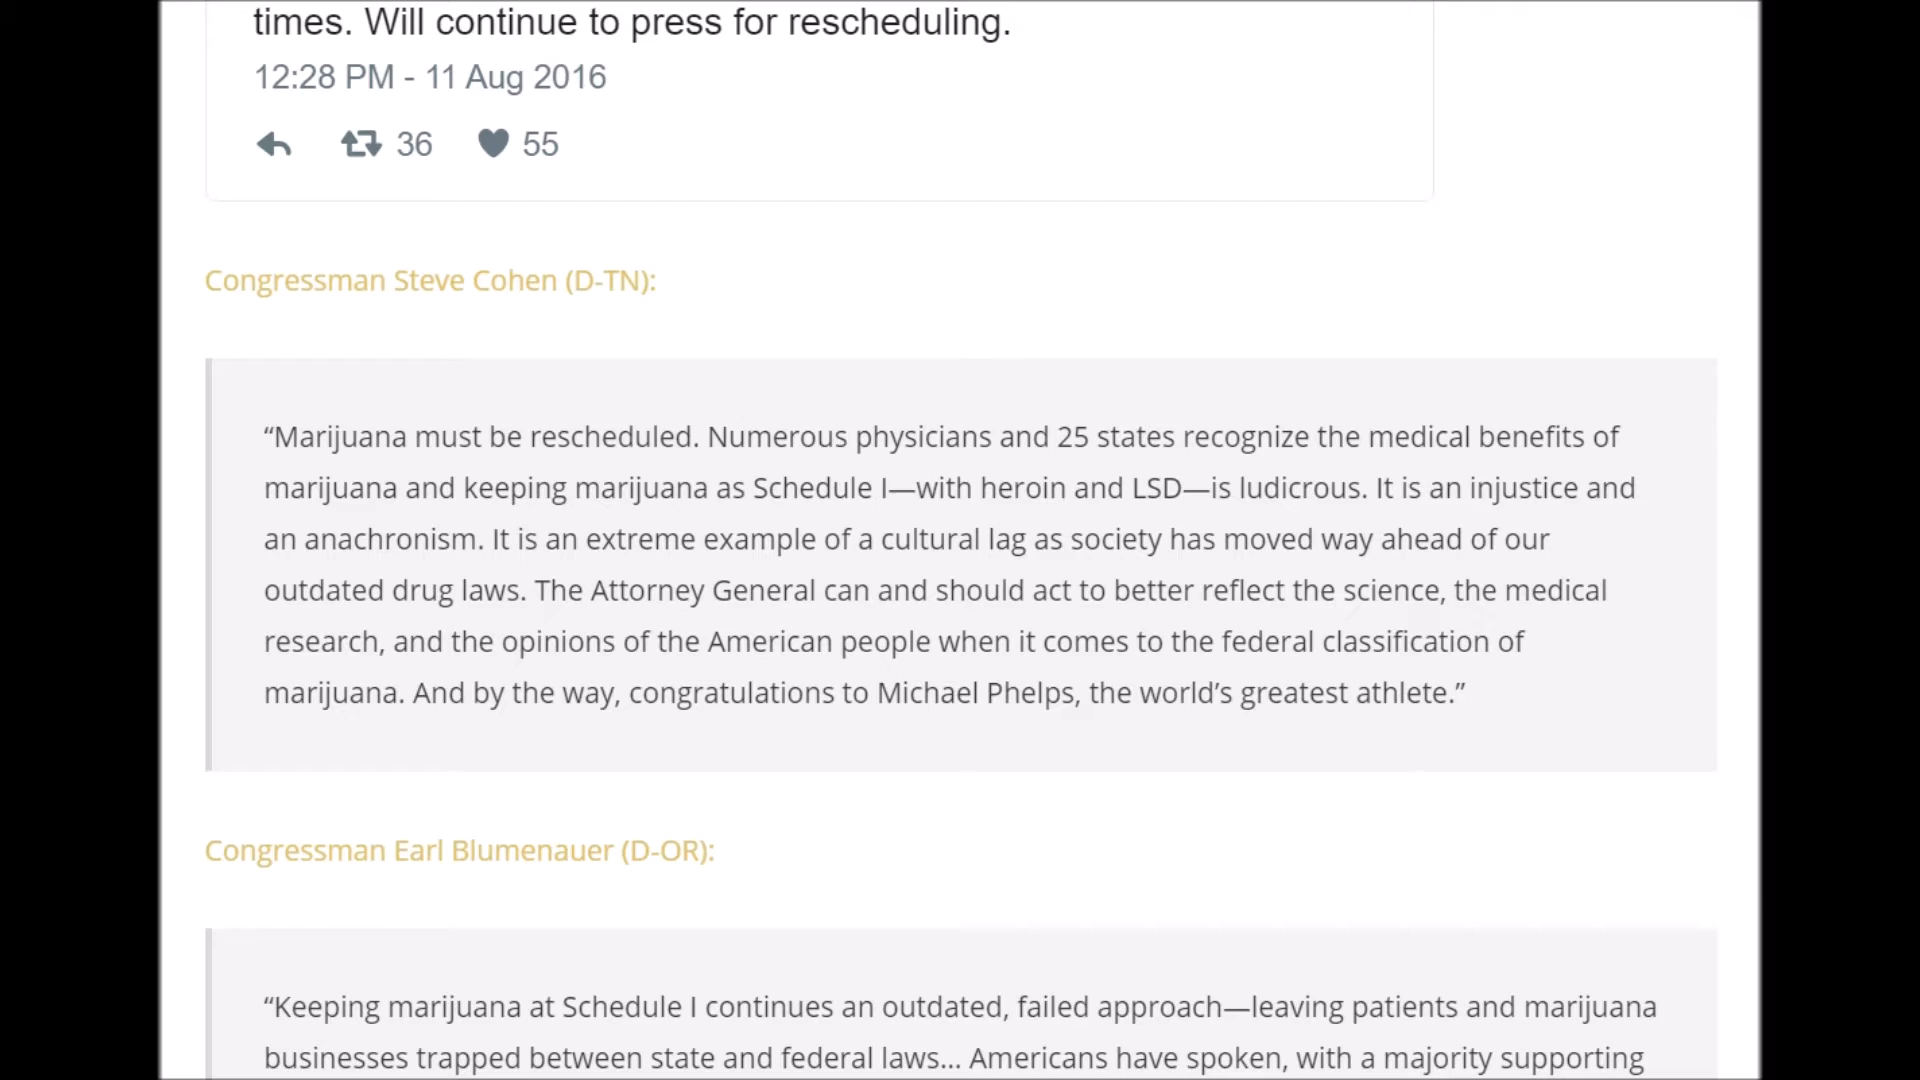 times. Will continue to press for rescheduling.
12:28 PM - 11 Aug 2016
36 55
Congressman Steve Cohen (D-TN):
“Marijuana must be rescheduled. Numerous physicians and 25 states recognize the medical benefits of
marijuana and keeping marijuana as Schedule I—with heroin and LSD—is ludicrous. It is an injustice and
an anachronism. It is an extreme example of a cultural lag as society has moved way ahead of our
outdated drug laws. The Attorney General can and should act to better reflect the science, the medical
research, and the opinions of the American people when it comes to the federal classification of
marijuana. And by the way, congratulations to Michael Phelps, the world’s greatest athlete.”
Congressman Earl Blumenauer (D-OR):
“Keeping marijuana at Schedule I continues an outdated, failed approach—leaving patients and marijuana
businesses trapped between state and federal laws... Americans have spoken, with a majority supporting